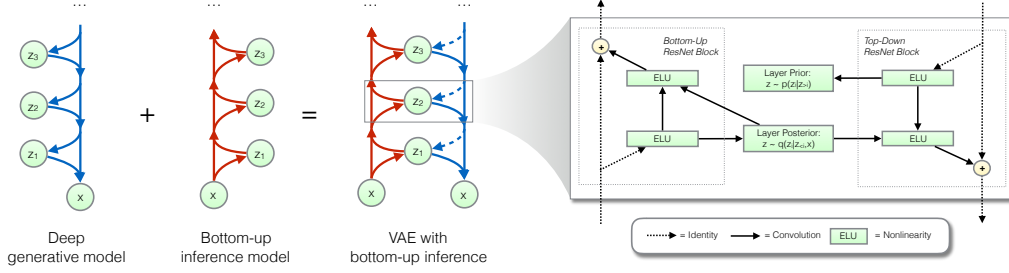 ...
...
...
z3
z2
z1
x
+
z3
z2
z1
x
=
z3
z2
z1
x
x
Deep
generative model
Bottom-up
inference model
VAE with
bottom-up inference
Bottom-Up
ResNet Block
Top-Down
ResNet Block
+
ELU
Layer Prior:
z ~ p(zi|z>i)
ELU
ELU
Layer Posterior:
z ~ q(zi|z<i,x)
ELU
+
= Identity
= Convolution
ELU
= Nonlinearity